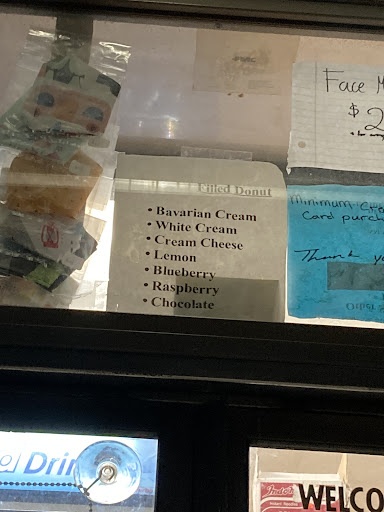 Filled Donut
• Bavarian Cream
• White Cream
• Cream Cheese
• Lemon
• Blueberry
• Raspberry
• Chocolate
Face M
$2
Minimum
Card purch
Thank yo
Drin
Indo
WELCO